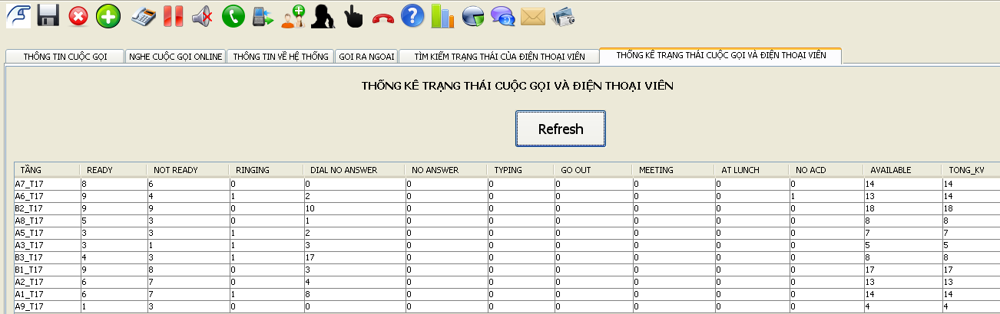 THÔNG TIN CUỘC GỌI NGHE CUỘC GỌI ONLINE THÔNG TIN VỀ HỆ THỐNG GOI RA NGOAI TÌM KIẾM TRẠNG THÁI CỦA ĐIỆN THOẠI VIÊN THỐNG KÊ TRẠNG THÁI CUỘC GỌI VÀ ĐIỆN THOẠI VIÊN
THỐNG KÊ TRẠNG THÁI CUỘC GỌI VÀ ĐIỆN THOẠI VIÊN
Refresh
TẦNG READY NOT READY RINGING DIAL NO ANSWER NO ANSWER TYPING GO OUT MEETING AT LUNCH NO ACD AVAILABLE TONG_KV
A7_T17 8 6 0 0 0 0 0 0 0 0 14 14
A6_T17 9 4 1 2 0 0 0 0 0 1 13 14
B2_T17 9 9 0 10 0 0 0 0 0 0 18 18
A8_T17 5 3 0 1 0 0 0 0 0 0 8 8
A5_T17 3 3 1 2 0 0 0 0 0 0 7 7
A3_T17 3 1 1 3 0 0 0 0 0 0 5 5
B3_T17 4 3 1 17 0 0 0 0 0 0 8 8
B1_T17 9 8 0 3 0 0 0 0 0 0 17 17
A2_T17 6 7 0 4 0 0 0 0 0 0 13 13
A1_T17 6 7 1 8 0 0 0 0 0 0 14 14
A9_T17 1 3 0 0 0 0 0 0 0 0 4 4